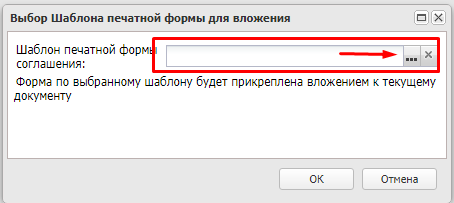 Выбор Шаблона печатной формы для вложения
Шаблон печатной формы
соглашения:
...
Форма по выбранному шаблону будет прикреплена вложением к текущему
документу
ОК
Отмена